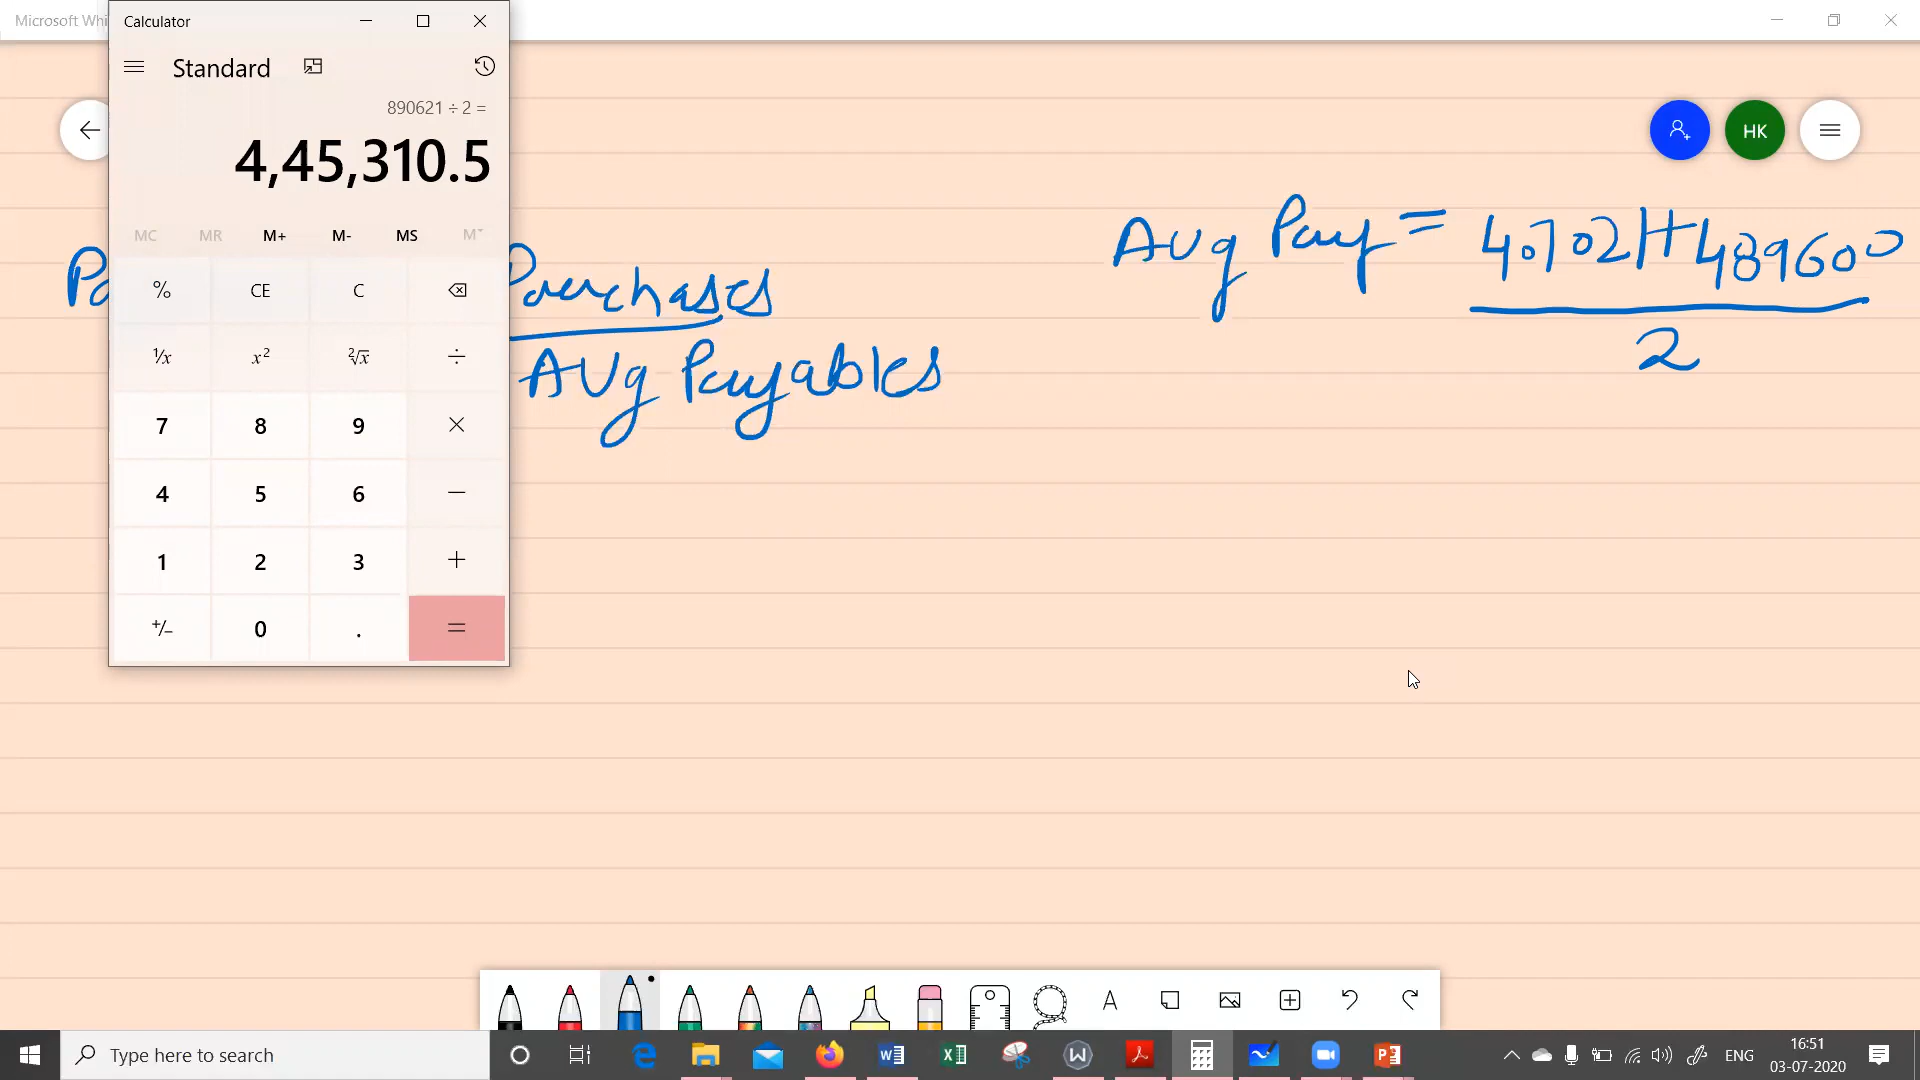 Microsoft Whi
Calculator
Standard
890621 ÷ 2 =
4,45,310.5
MC MR M+ M- MS M˅
% CE C
1/x x² ²√x ÷
7 8 9 ×
4 5 6 −
1 2 3 +
+/− 0 . =
Purchases
Avg Payables
Avg Pay = 401021+489600
2
HK
A
Type here to search
ENG
16:51
03-07-2020